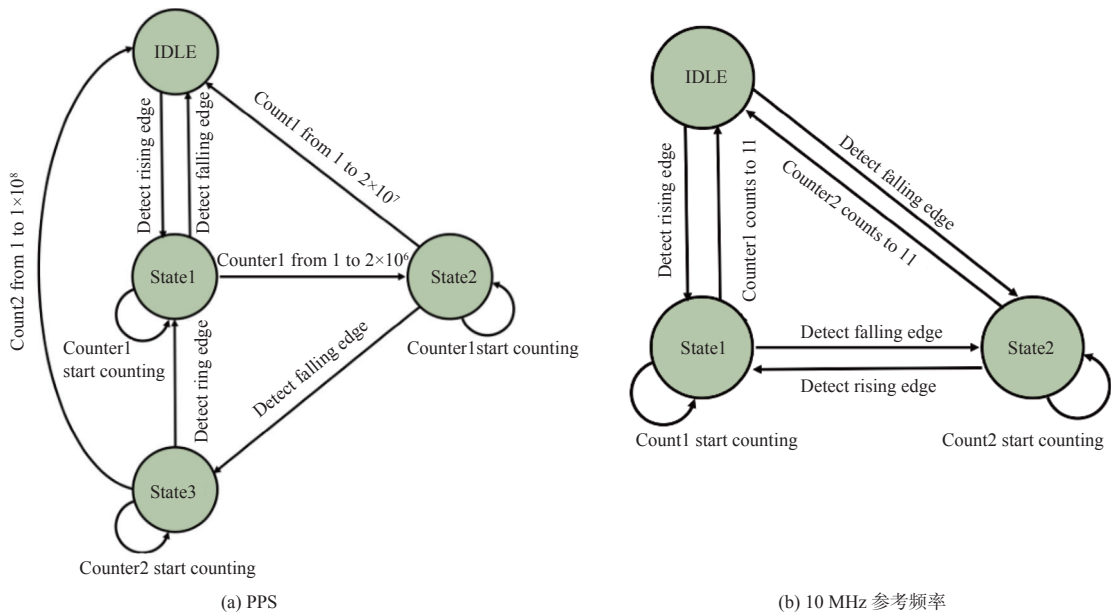 IDLE
Count1 from 1 to 2×10⁷
Detect rising edge
Detect falling edge
Count2 from 1 to 1×10⁸
State1
Counter1 from 1 to 2×10⁶
State2
Counter1
start counting
Counter1start counting
Detect ring edge
Detect falling edge
State3
Counter2 start counting
(a) PPS
IDLE
Detect falling edge
Counter2 counts to 11
Detect rising edge
Counter1 counts to 11
State1
Detect falling edge
Detect rising edge
State2
Count1 start counting
Count2 start counting
(b) 10 MHz 参考频率